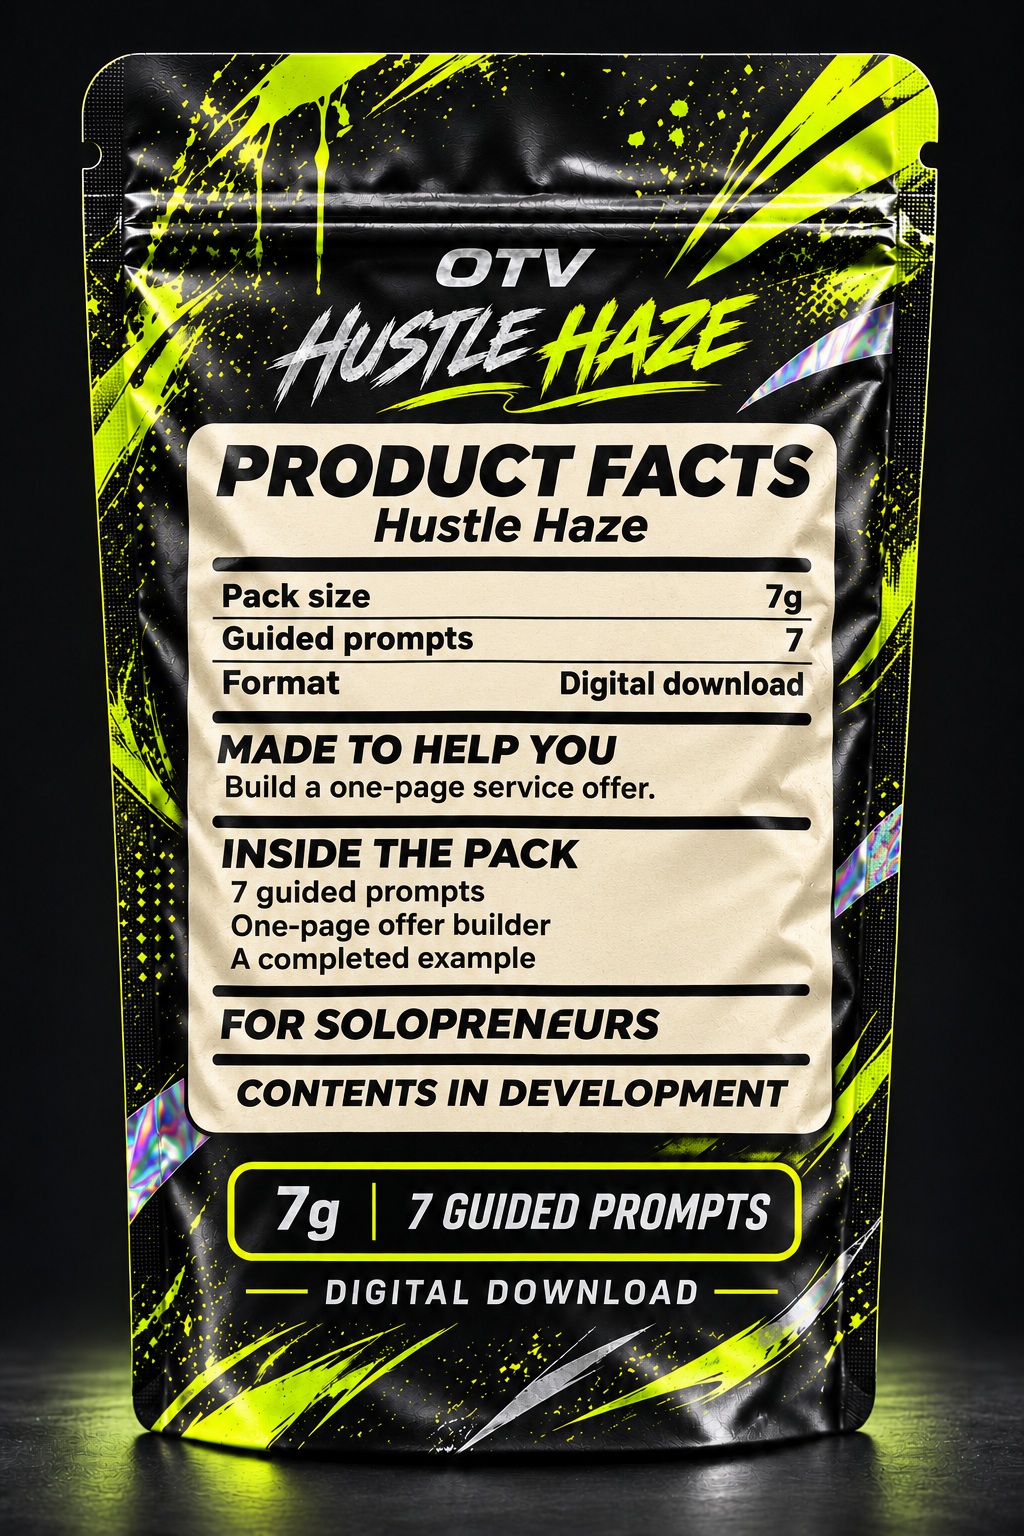 OTV
HUSTLE HAZE
PRODUCT FACTS
Hustle Haze
Pack size 7g
Guided prompts 7
Format Digital download
MADE TO HELP YOU
Build a one-page service offer.
INSIDE THE PACK
7 guided prompts
One-page offer builder
A completed example
FOR SOLOPRENEURS
CONTENTS IN DEVELOPMENT
7g | 7 GUIDED PROMPTS
DIGITAL DOWNLOAD